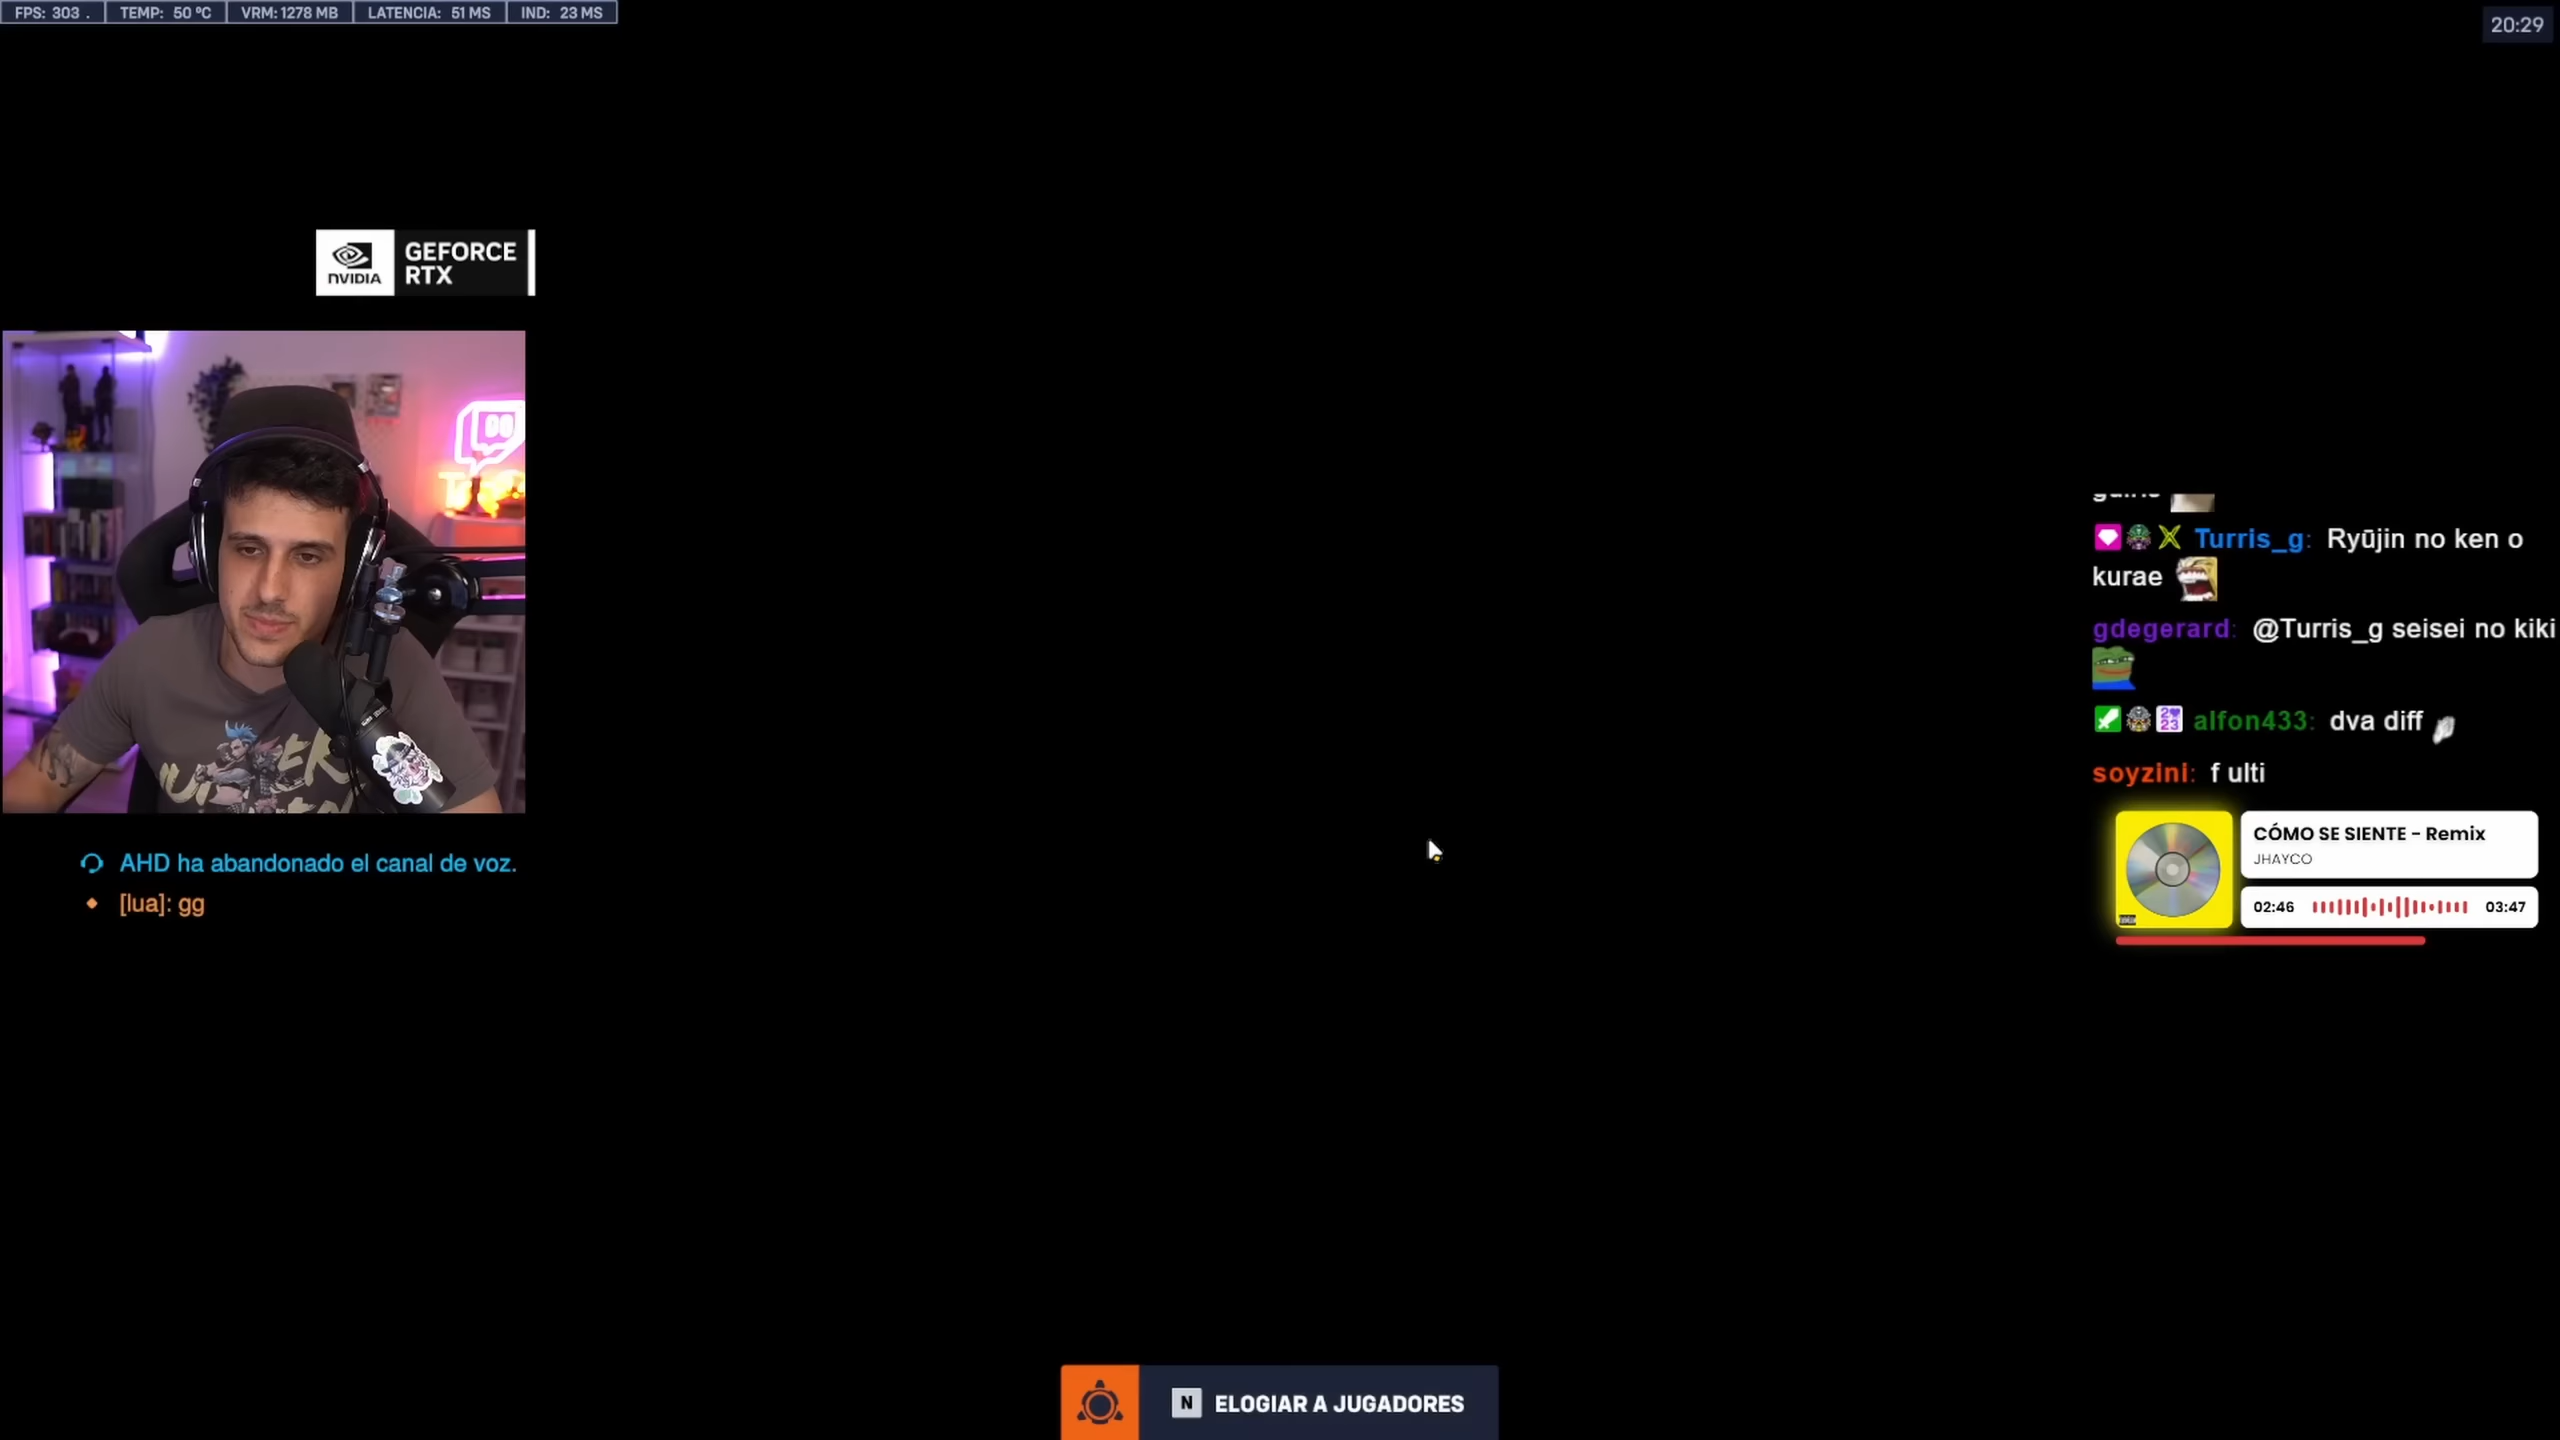 FPS: 303 .
TEMP: 50 ºC
VRM: 1278 MB
LATENCIA: 51 MS
IND: 23 MS
20:29
NVIDIA
GEFORCE
RTX
Turris_g: Ryūjin no ken o
kurae
gdegerard: @Turris_g seisei no kiki
alfon433: dva diff
soyzini: f ulti
CÓMO SE SIENTE - Remix
JHAYCO
02:46
03:47
AHD ha abandonado el canal de voz.
[lua]: gg
N ELOGIAR A JUGADORES